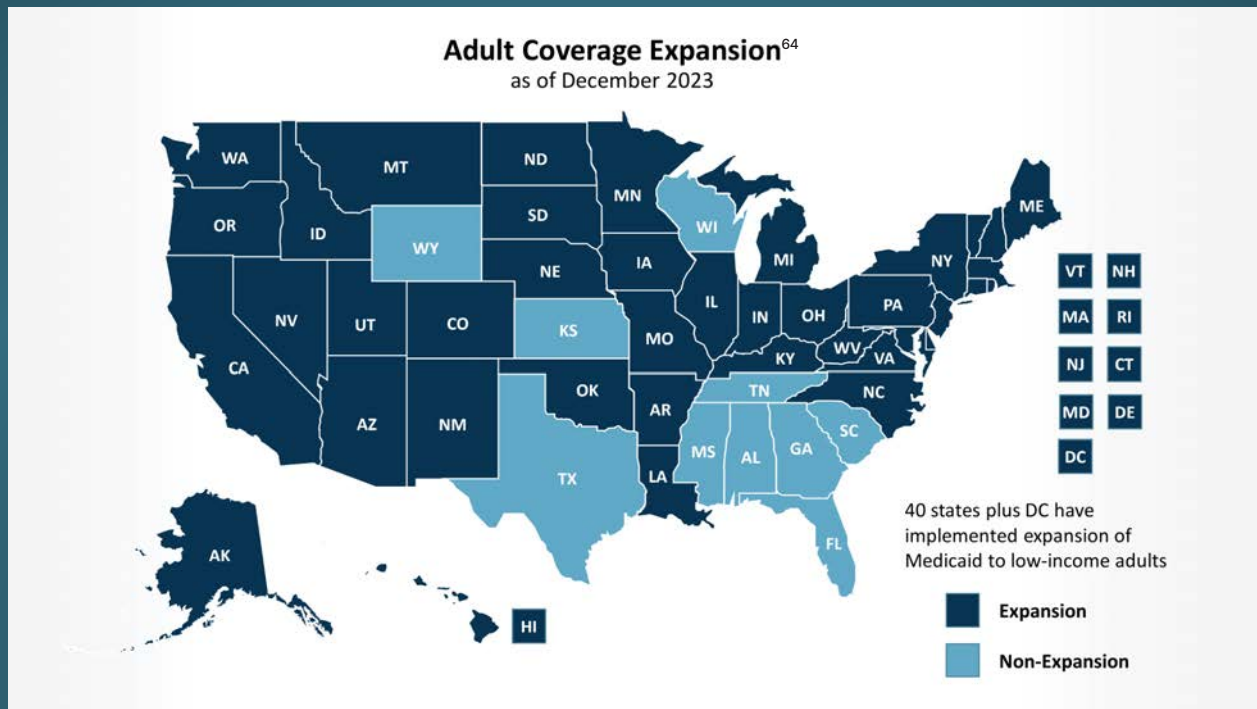 Adult Coverage Expansion64
as of December 2023
WA
MT
ND
MN
ME
OR
ID
SD
WI
WY
MI
NY
VT
NH
NE
IA
PA
NV
UT
CO
IL
IN
OH
MA
RI
KS
MO
WV
VA
CA
KY
NJ
CT
OK
TN
NC
AZ
NM
AR
MD
DE
SC
MS
AL
GA
DC
TX
LA
40 states plus DC have
implemented expansion of
Medicaid to low-income adults
FL
AK
HI
Expansion
Non-Expansion